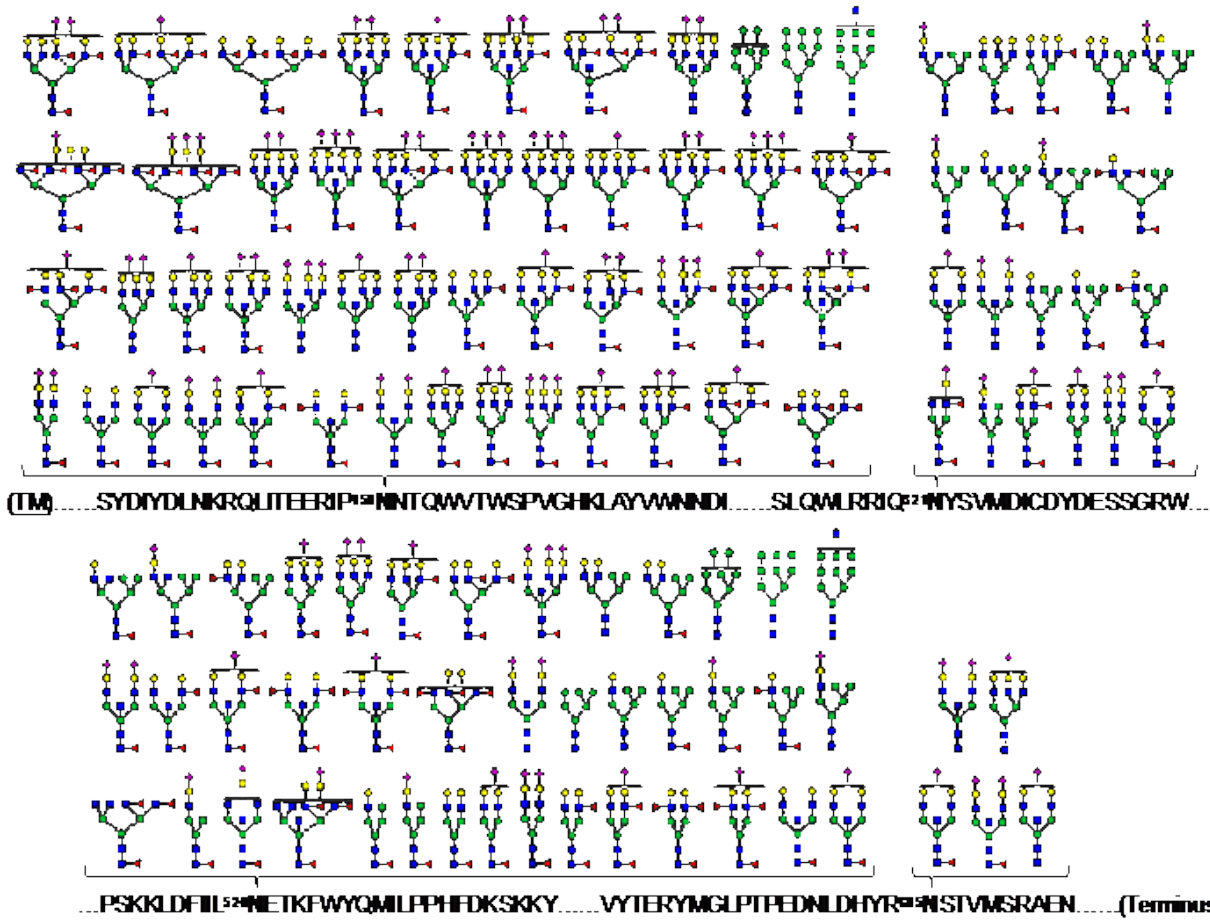 (TM)......SYDIYDLNKRQLITEERIP NNTQWVTWSPVGHKLAYVWNNDI......SLQWLRRIQ NYSVMDICDYDESSGRW......
......PSKKLDFIIL NETKFWYQMILPPHFDKSKKY......VYTERYMGLPTPEDNLDHYR NSTVMSRAEN......(Terminus